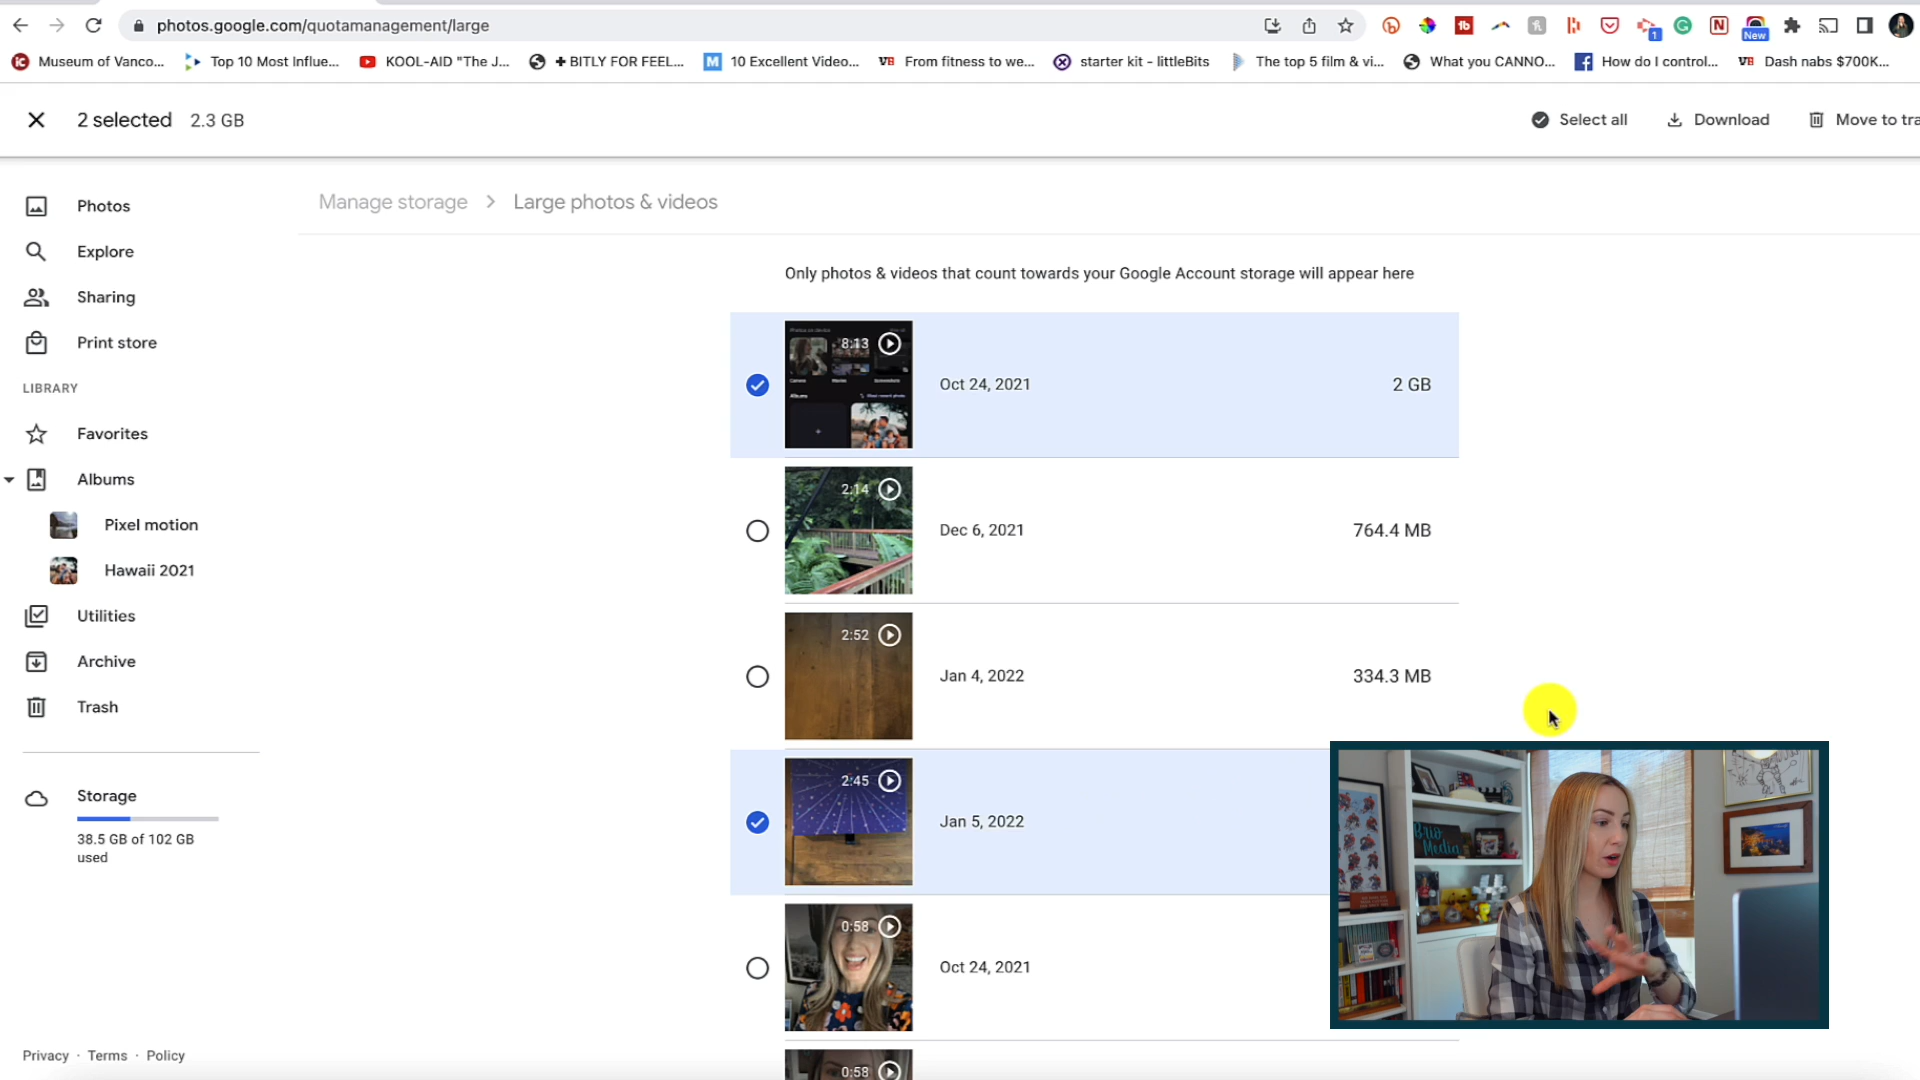 photos.google.com/quotamanagement/large
New
1
Museum of Vanco...
Top 10 Most Influe...
KOOL-AID "The J...
+ BITLY FOR FEEL...
10 Excellent Video...
From fitness to we...
starter kit - littleBits
The top 5 film & vi...
What you CANNO...
How do I control...
Dash nabs $700K...
2 selected 2.3 GB
Select all
Download
Move to tra
Photos
Explore
Sharing
Print store
LIBRARY
Favorites
Albums
Pixel motion
Hawaii 2021
Utilities
Archive
Trash
Storage
38.5 GB of 102 GB
used
Privacy · Terms · Policy
Manage storage > Large photos & videos
Only photos & videos that count towards your Google Account storage will appear here
8:13
Albums
Oct 24, 2021
2 GB
2:14
Dec 6, 2021
764.4 MB
2:52
Jan 4, 2022
334.3 MB
2:45
Jan 5, 2022
0:58
Oct 24, 2021
0:58
Brio
Media